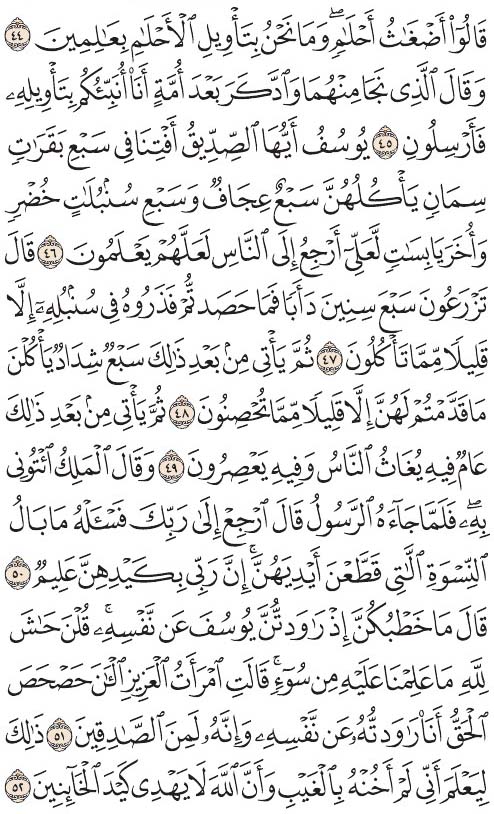 قَالُوٓا۟ أَضْغَـٰثُ أَحْلَـٰمٍۢ ۖ وَمَا نَحْنُ بِتَأْوِيلِ ٱلْأَحْلَـٰمِ بِعَـٰلِمِينَ ٤٤
وَقَالَ ٱلَّذِى نَجَا مِنْهُمَا وَٱدَّكَرَ بَعْدَ أُمَّةٍ أَنَا۠ أُنَبِّئُكُم بِتَأْوِيلِهِۦ
فَأَرْسِلُونِ ٤٥ يُوسُفُ أَيُّهَا ٱلصِّدِّيقُ أَفْتِنَا فِى سَبْعِ بَقَرَٰتٍۢ
سِمَانٍۢ يَأْكُلُهُنَّ سَبْعٌ عِجَافٌۭ وَسَبْعِ سُنۢبُلَـٰتٍ خُضْرٍۢ
وَأُخَرَ يَابِسَـٰتٍۢ لَّعَلِّىٓ أَرْجِعُ إِلَى ٱلنَّاسِ لَعَلَّهُمْ يَعْلَمُونَ ٤٦ قَالَ
تَزْرَعُونَ سَبْعَ سِنِينَ دَأَبًۭا فَمَا حَصَدتُّمْ فَذَرُوهُ فِى سُنۢبُلِهِۦٓ إِلَّا
قَلِيلًۭا مِّمَّا تَأْكُلُونَ ٤٧ ثُمَّ يَأْتِى مِنۢ بَعْدِ ذَٰلِكَ سَبْعٌۭ شِدَادٌۭ يَأْكُلْنَ
مَا قَدَّمْتُمْ لَهُنَّ إِلَّا قَلِيلًۭا مِّمَّا تُحْصِنُونَ ٤٨ ثُمَّ يَأْتِى مِنۢ بَعْدِ ذَٰلِكَ
عَامٌۭ فِيهِ يُغَاثُ ٱلنَّاسُ وَفِيهِ يَعْصِرُونَ ٤٩ وَقَالَ ٱلْمَلِكُ ٱئْتُونِى
بِهِۦ ۖ فَلَمَّا جَآءَهُ ٱلرَّسُولُ قَالَ ٱرْجِعْ إِلَىٰ رَبِّكَ فَسْـَٔلْهُ مَا بَالُ
ٱلنِّسْوَةِ ٱلَّـٰتِى قَطَّعْنَ أَيْدِيَهُنَّ ۚ إِنَّ رَبِّى بِكَيْدِهِنَّ عَلِيمٌۭ ٥٠
قَالَ مَا خَطْبُكُنَّ إِذْ رَٰوَدتُّنَّ يُوسُفَ عَن نَّفْسِهِۦ ۚ قُلْنَ حَـٰشَ
لِلَّهِ مَا عَلِمْنَا عَلَيْهِ مِن سُوٓءٍۢ ۚ قَالَتِ ٱمْرَأَتُ ٱلْعَزِيزِ ٱلْـَٔـٰنَ حَصْحَصَ
ٱلْحَقُّ أَنَا۠ رَٰوَدتُّهُۥ عَن نَّفْسِهِۦ وَإِنَّهُۥ لَمِنَ ٱلصَّـٰدِقِينَ ٥١ ذَٰلِكَ
لِيَعْلَمَ أَنِّى لَمْ أَخُنْهُ بِٱلْغَيْبِ وَأَنَّ ٱللَّهَ لَا يَهْدِى كَيْدَ ٱلْخَآئِنِينَ ٥٢